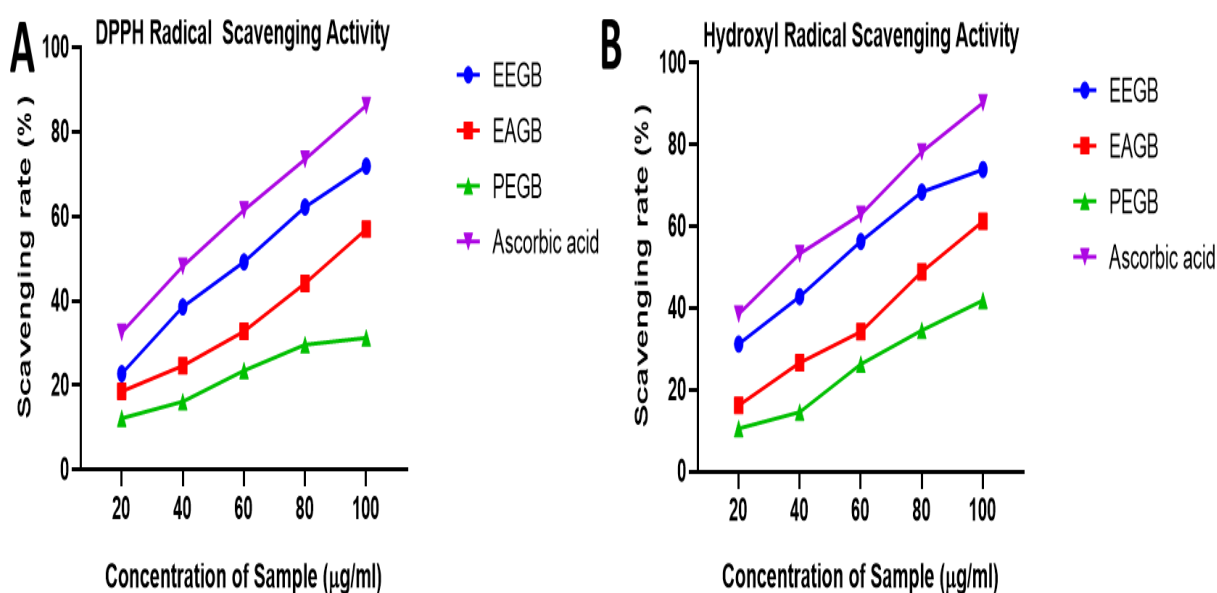 A
DPPH Radical Scavenging Activity
Scavenging rate (%)
100
80
60
40
20
0
20 40 60 80 100
Concentration of Sample (μg/ml)
EEGB
EAGB
PEGB
Ascorbic acid
B
Hydroxyl Radical Scavenging Activity
Scavenging rate (%)
100
80
60
40
20
0
20 40 60 80 100
Concentration of Sample (μg/ml)
EEGB
EAGB
PEGB
Ascorbic acid